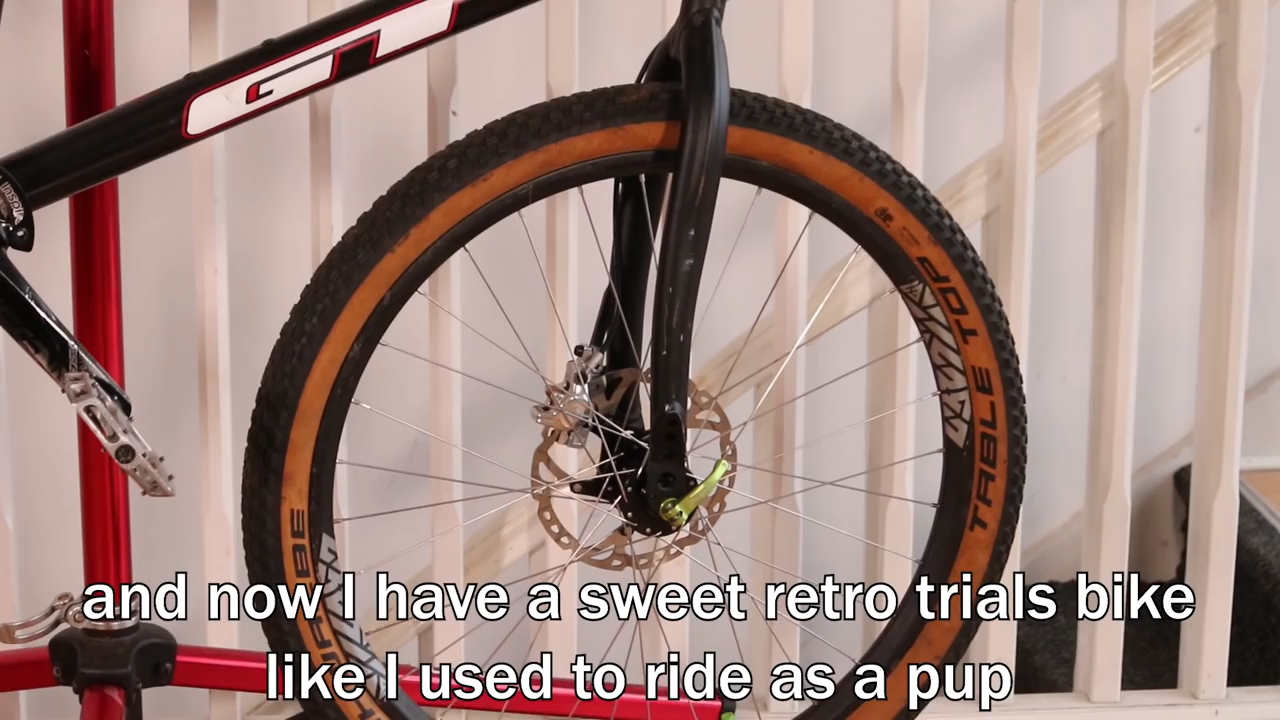 GT
TABLE TOP
and now I have a sweet retro trials bike
like I used to ride as a pup